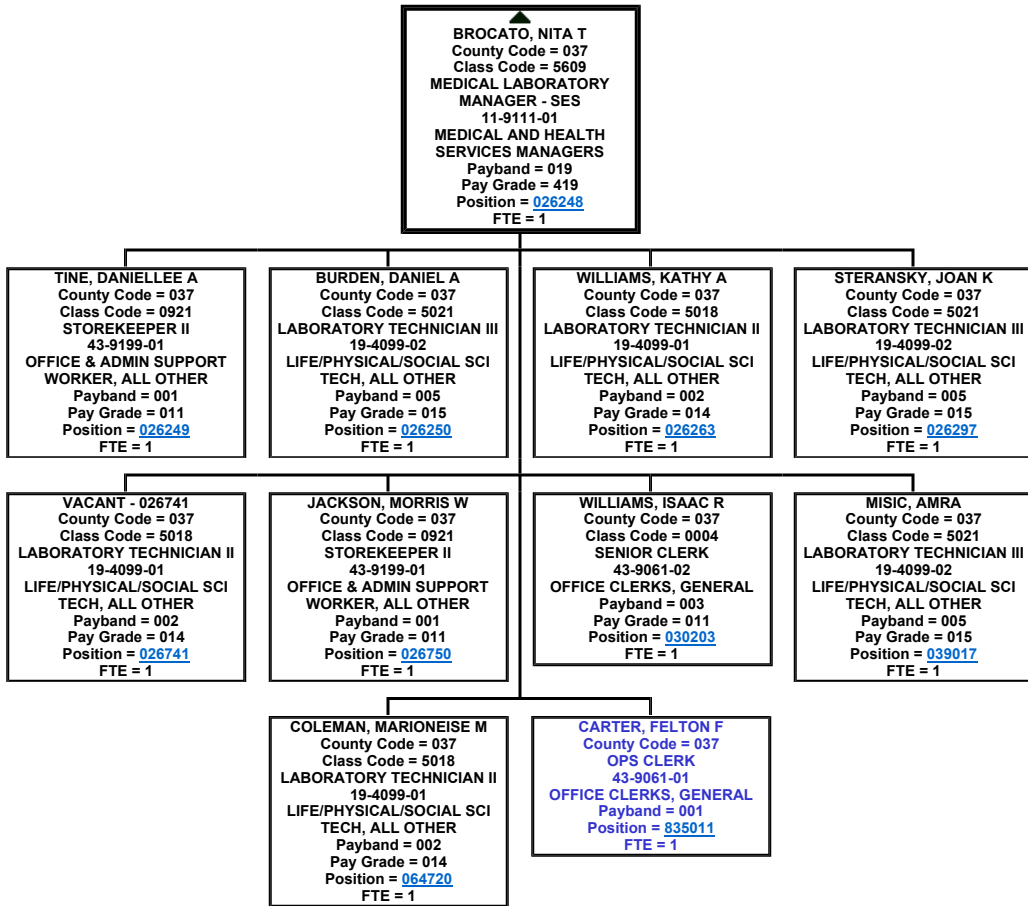 BROCATO, NITA T
County Code = 037
Class Code = 5609
MEDICAL LABORATORY
MANAGER - SES
11-9111-01
MEDICAL AND HEALTH
SERVICES MANAGERS
Payband = 019
Pay Grade = 419
Position = 026248
FTE = 1
TINE, DANIELLEE A
County Code = 037
Class Code = 0921
STOREKEEPER II
43-9199-01
OFFICE & ADMIN SUPPORT
WORKER, ALL OTHER
Payband = 001
Pay Grade = 011
Position = 026249
FTE = 1
BURDEN, DANIEL A
County Code = 037
Class Code = 5021
LABORATORY TECHNICIAN III
19-4099-02
LIFE/PHYSICAL/SOCIAL SCI
TECH, ALL OTHER
Payband = 005
Pay Grade = 015
Position = 026250
FTE = 1
WILLIAMS, KATHY A
County Code = 037
Class Code = 5018
LABORATORY TECHNICIAN II
19-4099-01
LIFE/PHYSICAL/SOCIAL SCI
TECH, ALL OTHER
Payband = 002
Pay Grade = 014
Position = 026263
FTE = 1
STERANSKY, JOAN K
County Code = 037
Class Code = 5021
LABORATORY TECHNICIAN III
19-4099-02
LIFE/PHYSICAL/SOCIAL SCI
TECH, ALL OTHER
Payband = 005
Pay Grade = 015
Position = 026297
FTE = 1
VACANT - 026741
County Code = 037
Class Code = 5018
LABORATORY TECHNICIAN II
19-4099-01
LIFE/PHYSICAL/SOCIAL SCI
TECH, ALL OTHER
Payband = 002
Pay Grade = 014
Position = 026741
FTE = 1
JACKSON, MORRIS W
County Code = 037
Class Code = 0921
STOREKEEPER II
43-9199-01
OFFICE & ADMIN SUPPORT
WORKER, ALL OTHER
Payband = 001
Pay Grade = 011
Position = 026750
FTE = 1
WILLIAMS, ISAAC R
County Code = 037
Class Code = 0004
SENIOR CLERK
43-9061-02
OFFICE CLERKS, GENERAL
Payband = 003
Pay Grade = 011
Position = 030203
FTE = 1
MISIC, AMRA
County Code = 037
Class Code = 5021
LABORATORY TECHNICIAN III
19-4099-02
LIFE/PHYSICAL/SOCIAL SCI
TECH, ALL OTHER
Payband = 005
Pay Grade = 015
Position = 039017
FTE = 1
COLEMAN, MARIONEISE M
County Code = 037
Class Code = 5018
LABORATORY TECHNICIAN II
19-4099-01
LIFE/PHYSICAL/SOCIAL SCI
TECH, ALL OTHER
Payband = 002
Pay Grade = 014
Position = 064720
FTE = 1
CARTER, FELTON F
County Code = 037
OPS CLERK
43-9061-01
OFFICE CLERKS, GENERAL
Payband = 001
Position = 835011
FTE = 1